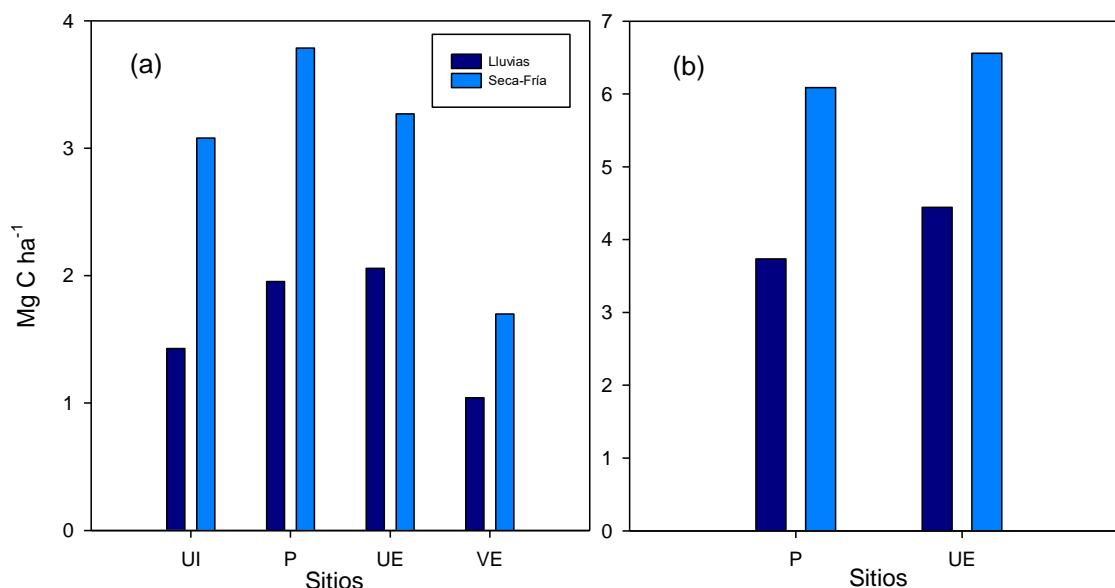 (a)
Lluvias
Seca-Fría
Mg C ha⁻¹
4
3
2
1
0
UI P UE VE
Sitios
(b)
7
6
5
4
3
2
1
0
P UE
Sitios